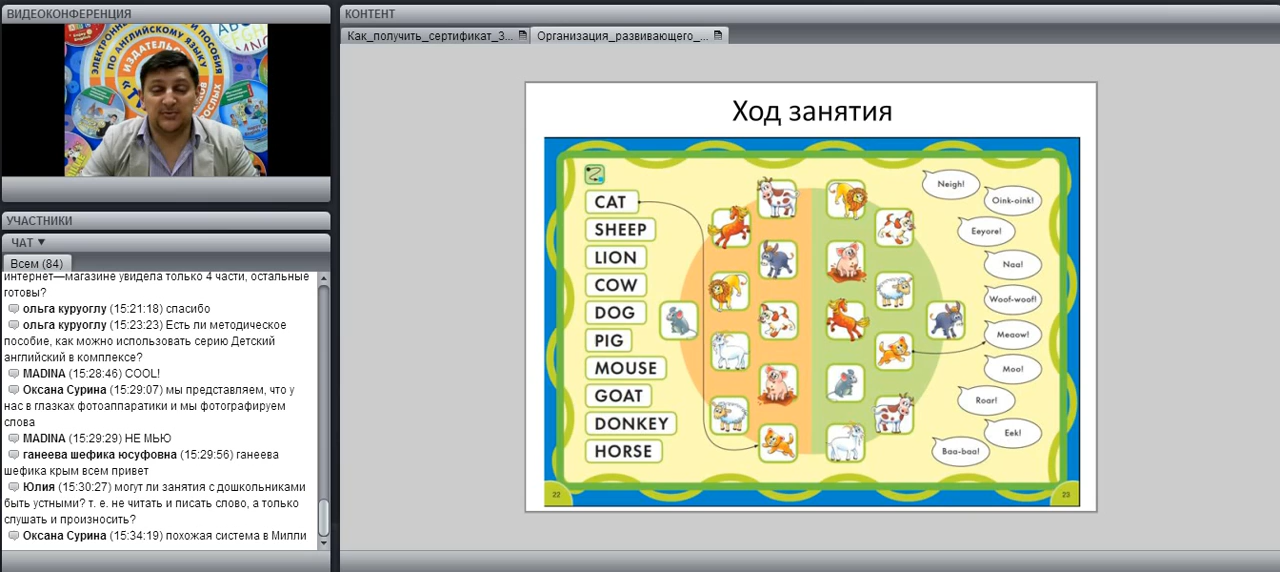 ВИДЕОКОНФЕРЕНЦИЯ
ЭЛЕКТРОННЫЕ
ПОСОБИЯ
ПО АНГЛИЙСКОМУ ЯЗЫКУ
УЧАСТНИКИ
ЧАТ
Всем (84)
интернет—магазине увидела только 4 части, остальные
готовы?
ольга куруоглу (15:21:18) спасибо
ольга куруоглу (15:23:23) Есть ли методическое
пособие, как можно использовать серию Детский
английский в комплексе?
MADINA (15:28:46) COOL!
Оксана Сурина (15:29:07) мы представляем, что у
нас в глазках фотоаппаратики и мы фотографируем
слова
MADINA (15:29:29) НЕ МЬЮ
ганеева шефика юсуфовна (15:29:56) ганеева
шефика крым всем привет
Юлия (15:30:27) могут ли занятия с дошкольниками
быть устными? т. е. не читать и писать слово, а только
слушать и произносить?
Оксана Сурина (15:34:19) похожая система в Милли
КОНТЕНТ
Как_получить_сертификат_3...
Организация_развивающего_...
Ход занятия
CAT
SHEEP
LION
COW
DOG
PIG
MOUSE
GOAT
DONKEY
HORSE
Neigh!
Oink-oink!
Eeyore!
Naa!
Woof-woof!
Meaow!
Moo!
Roar!
Eek!
Baa-baa!
22
23